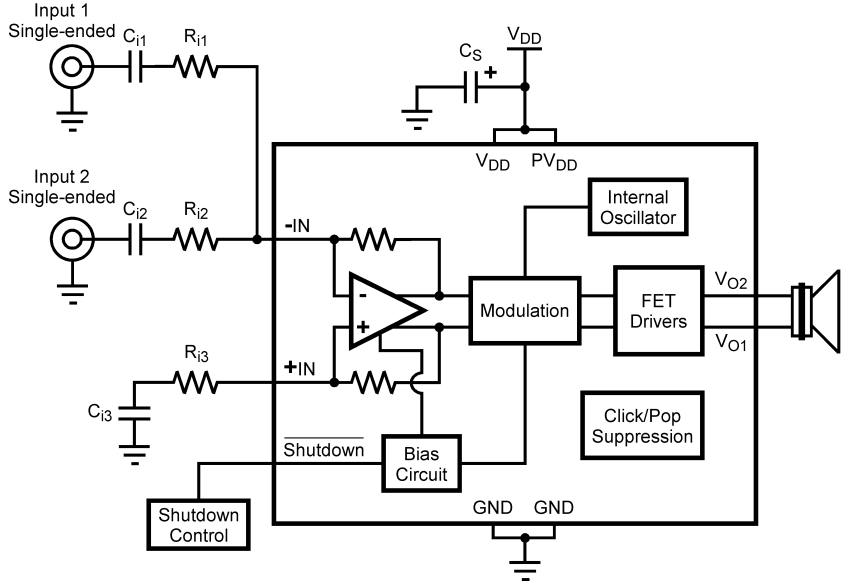 Input 1
Single-ended
Ci1
Ri1
VDD
CS
+
VDD
PVDD
Input 2
Single-ended
Ci2
Ri2
-IN
Internal
Oscillator
-
+
Modulation
FET
Drivers
VO2
VO1
Ri3
+IN
Ci3
Click/Pop
Suppression
Shutdown
Bias
Circuit
Shutdown
Control
GND
GND